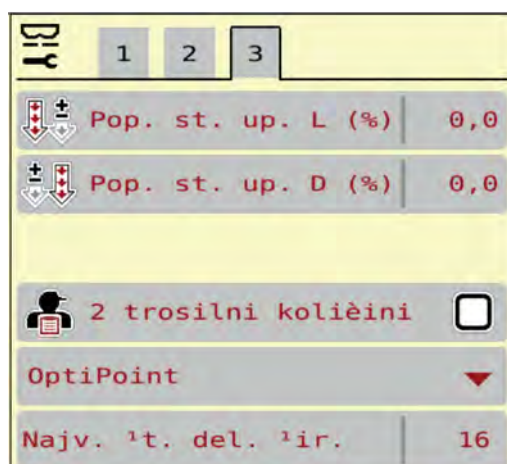 1 2 3
Pop. st. up. L (%) 0,0
Pop. st. up. D (%) 0,0
2 trosilni kolièini
OptiPoint
Najv. ¹t. del. ¹ir. 16